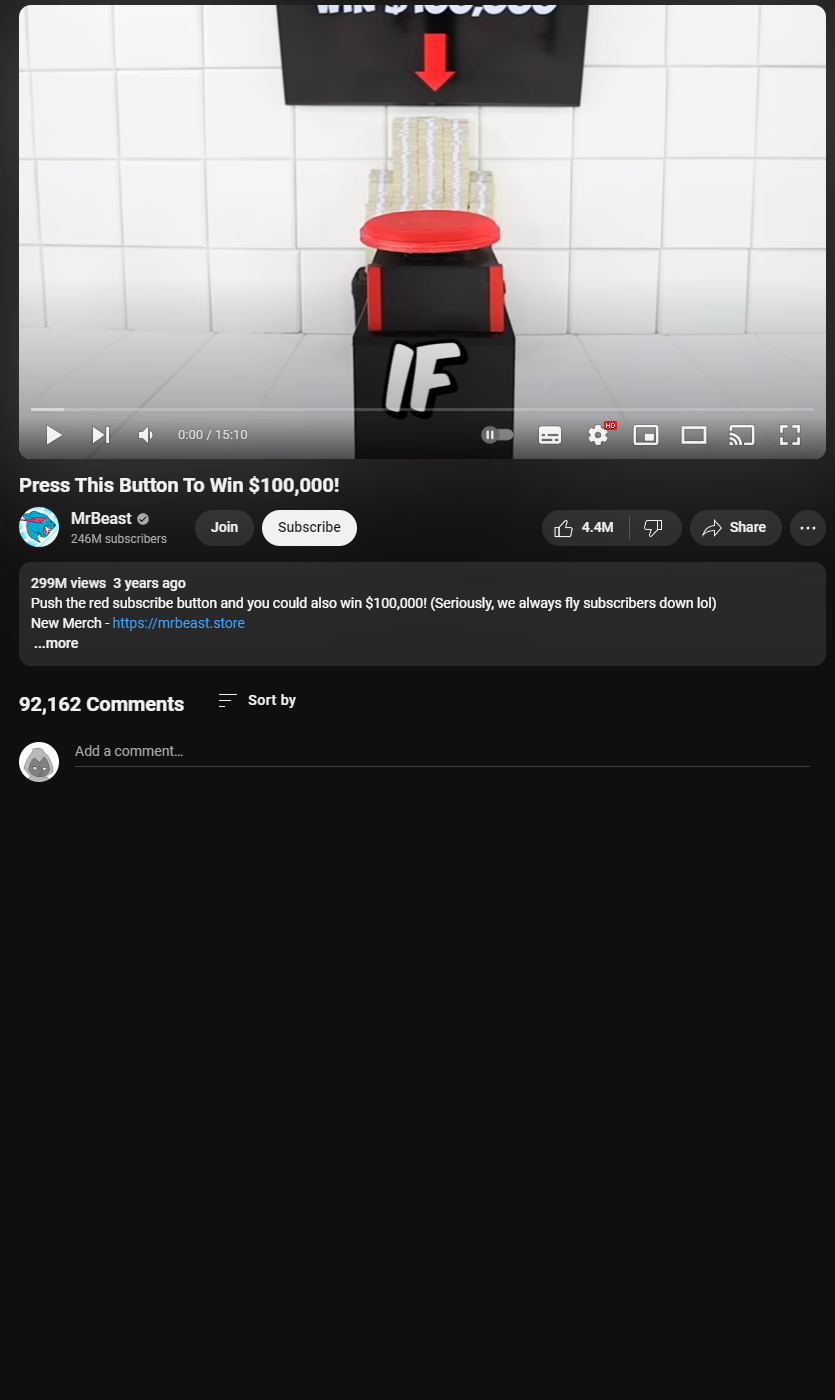 WIN $100,000
IF
HD
0:00 / 15:10
Press This Button To Win $100,000!
MrBeast
246M subscribers
Join
Subscribe
4.4M
Share
299M views 3 years ago
Push the red subscribe button and you could also win $100,000! (Seriously, we always fly subscribers down lol)
New Merch - https://mrbeast.store
...more
92,162 Comments
Sort by
Add a comment...